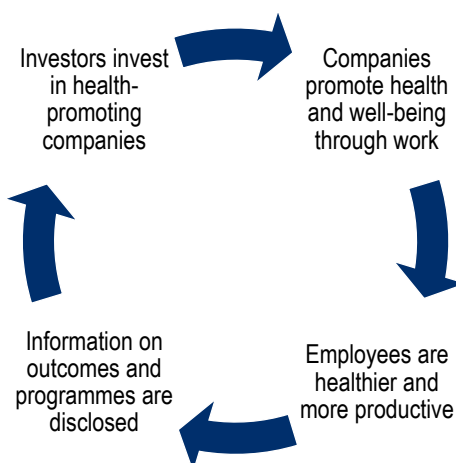 Investors invest
in health-
promoting
companies
Companies
promote health
and well-being
through work
Employees are
healthier and
more productive
Information on
outcomes and
programmes are
disclosed